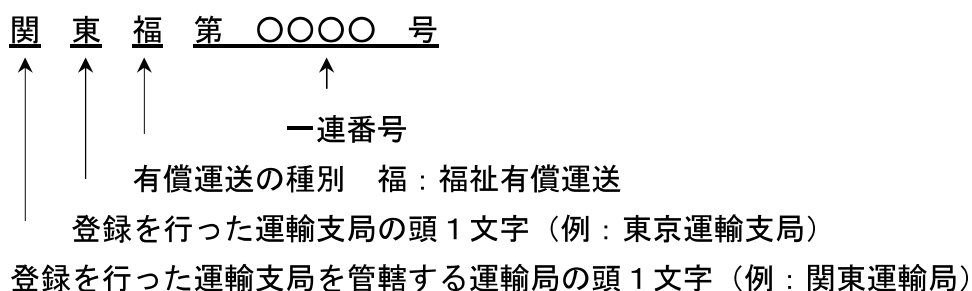 関 東 福 第 ○○○○ 号
一連番号
有償運送の種別 福：福祉有償運送
登録を行った運輸支局の頭１文字（例：東京運輸支局）
登録を行った運輸支局を管轄する運輸局の頭１文字（例：関東運輸局）